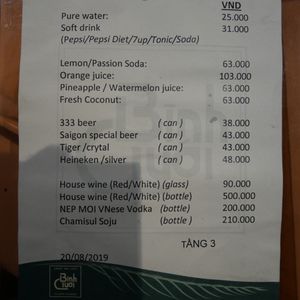 VND
Pure water: 25.000
Soft drink 31.000
(Pepsi/Pepsi Diet/7up/Tonic/Soda)
Lemon/Passion Soda: 63.000
Orange juice: 103.000
Pineapple / Watermelon juice: 63.000
Fresh Coconut: 63.000
333 beer ( can ) 38.000
Saigon special beer ( can ) 43.000
Tiger /crytal ( can ) 43.000
Heineken /silver ( can ) 48.000
House wine (Red/White) (glass) 90.000
House wine (Red/White) (bottle) 500.000
NEP MOI VNese Vodka (bottle) 200.000
Chamisul Soju (bottle ) 210.000
TẦNG 3
20/08/2019
Bình